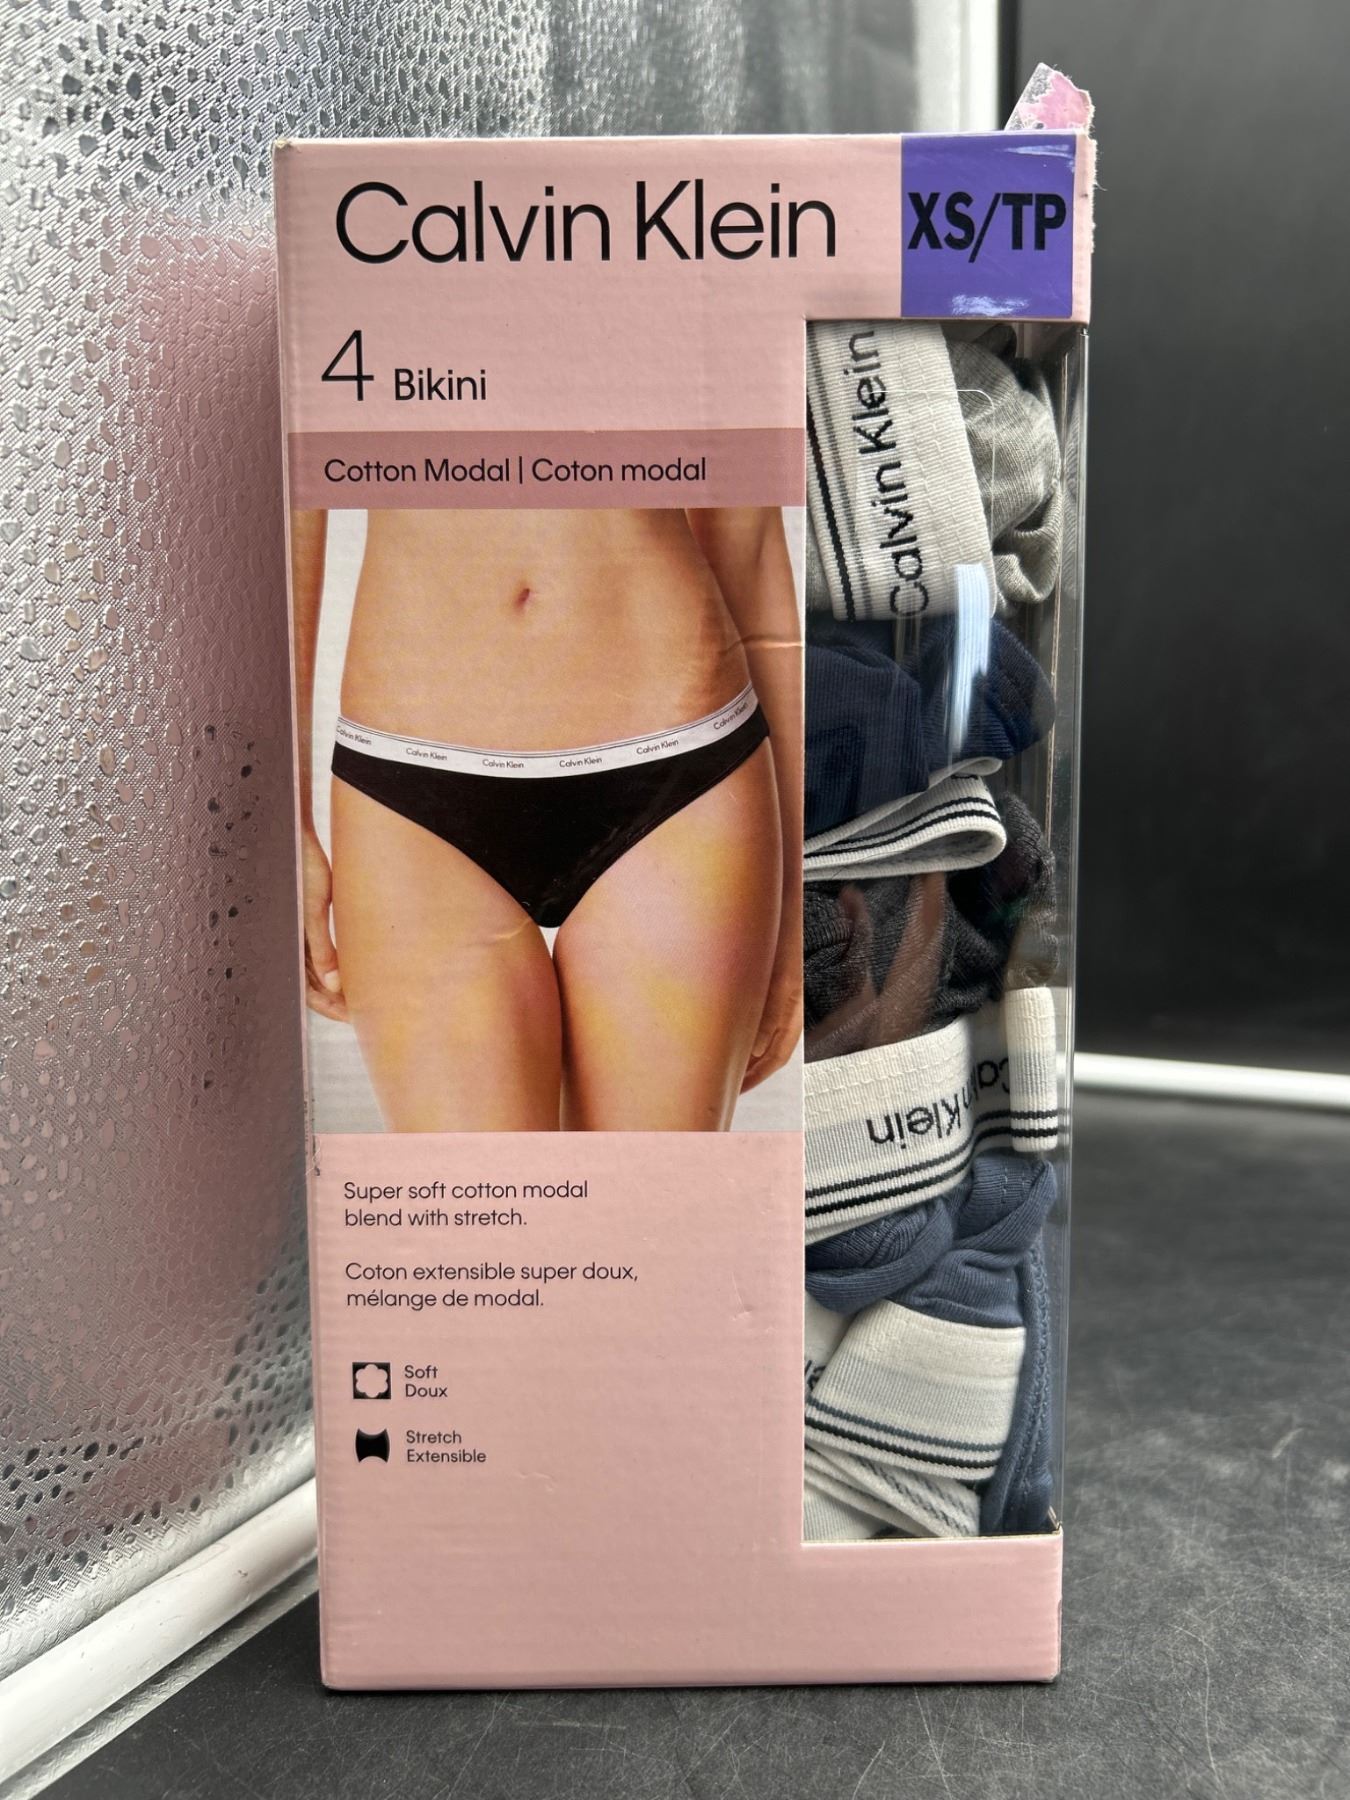 Calvin Klein
XS/TP
4 Bikini
Cotton Modal | Coton modal
Calvin Klein
Calvin Klein
Calvin Klein
Calvin Klein
Calvin Klein
Calvin Klein
Calvin Klein
Super soft cotton modal
blend with stretch.
Coton extensible super doux,
mélange de modal.
Soft
Doux
Stretch
Extensible